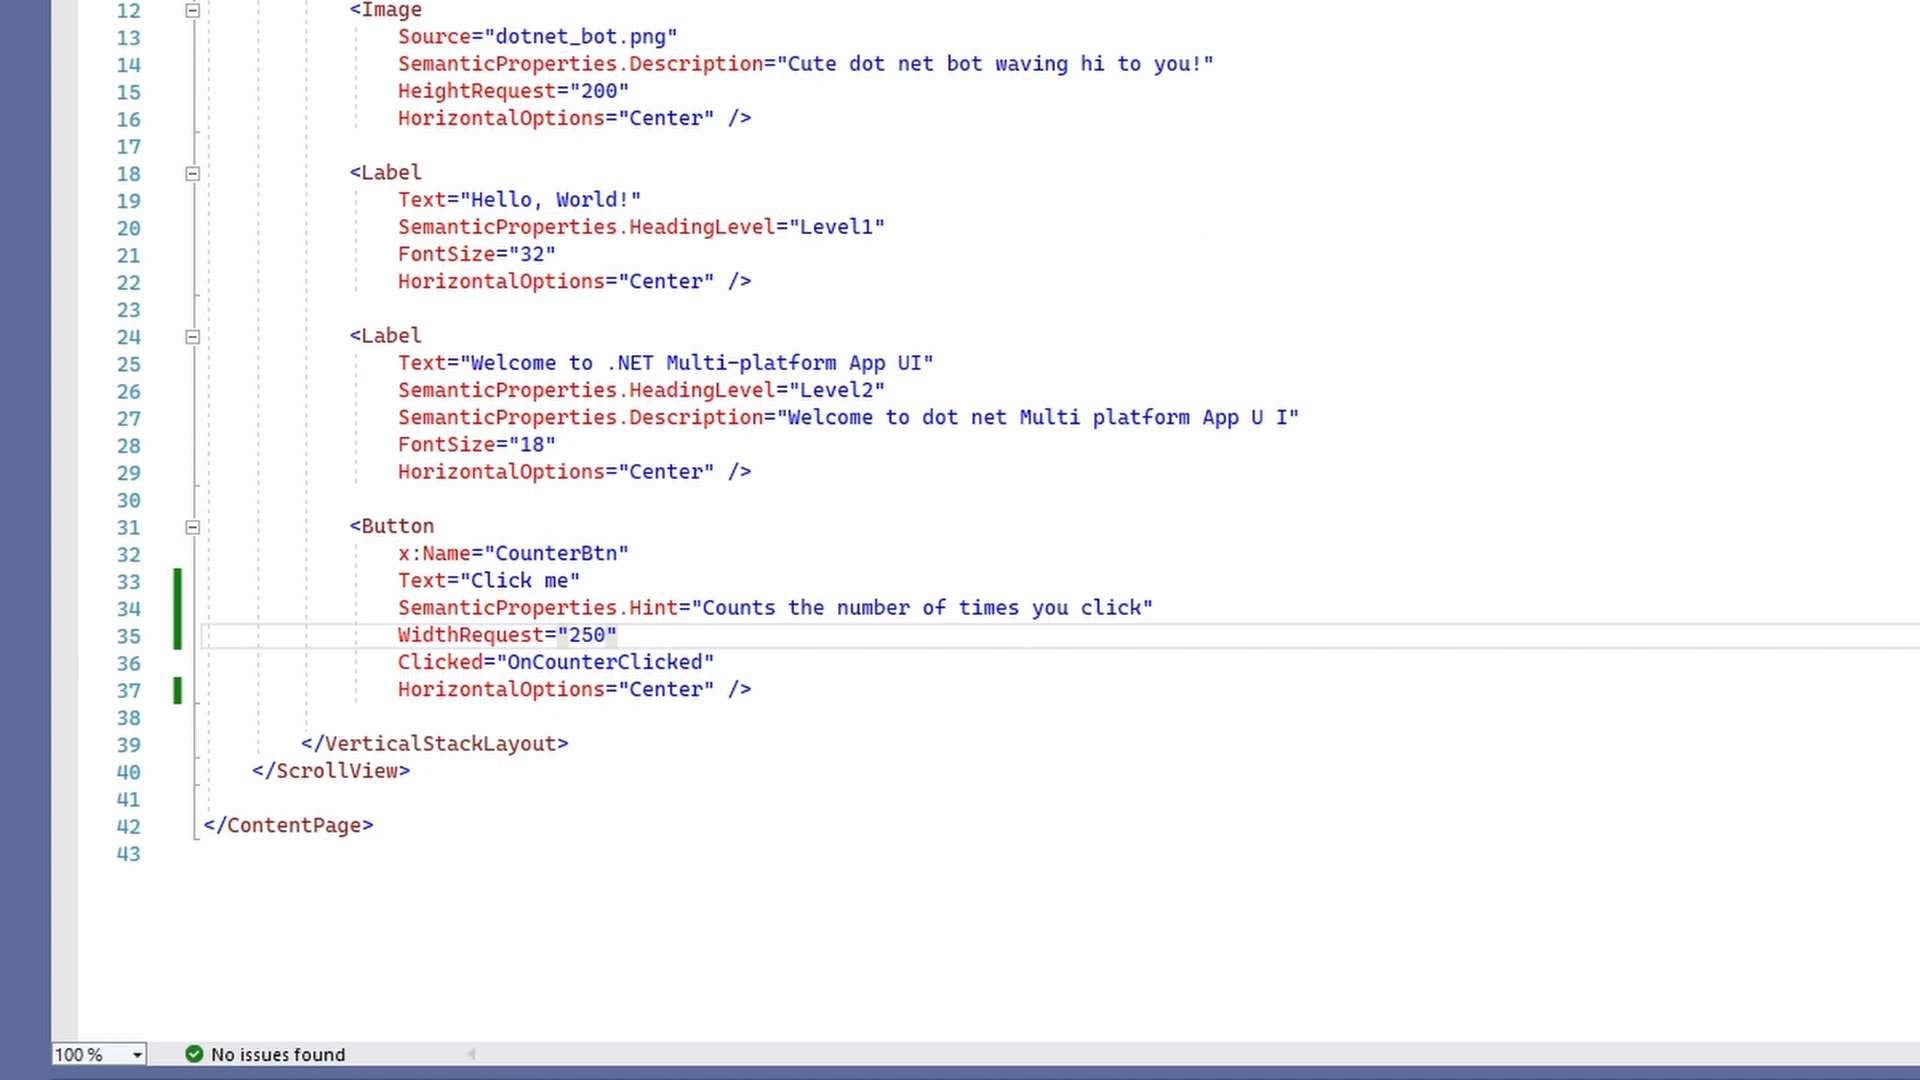 12 <Image
13 Source="dotnet_bot.png"
14 SemanticProperties.Description="Cute dot net bot waving hi to you!"
15 HeightRequest="200"
16 HorizontalOptions="Center" />
17
18 <Label
19 Text="Hello, World!"
20 SemanticProperties.HeadingLevel="Level1"
21 FontSize="32"
22 HorizontalOptions="Center" />
23
24 <Label
25 Text="Welcome to .NET Multi-platform App UI"
26 SemanticProperties.HeadingLevel="Level2"
27 SemanticProperties.Description="Welcome to dot net Multi platform App U I"
28 FontSize="18"
29 HorizontalOptions="Center" />
30
31 <Button
32 x:Name="CounterBtn"
33 Text="Click me"
34 SemanticProperties.Hint="Counts the number of times you click"
35 WidthRequest="250"
36 Clicked="OnCounterClicked"
37 HorizontalOptions="Center" />
38
39 </VerticalStackLayout>
40 </ScrollView>
41
42 </ContentPage>
43
100 % No issues found